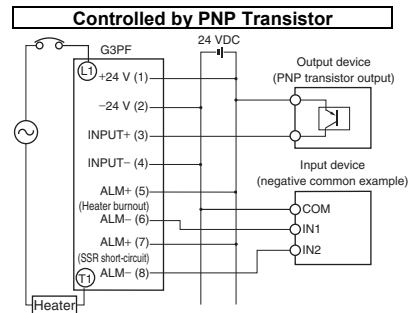 Controlled by PNP Transistor
24 VDC
G3PF
L1
+24 V (1)
−24 V (2)
INPUT+ (3)
INPUT− (4)
ALM+ (5)
(Heater burnout)
ALM− (6)
ALM+ (7)
(SSR short-circuit)
T1
ALM− (8)
Heater
Output device
(PNP transistor output)
Input device
(negative common example)
COM
IN1
IN2